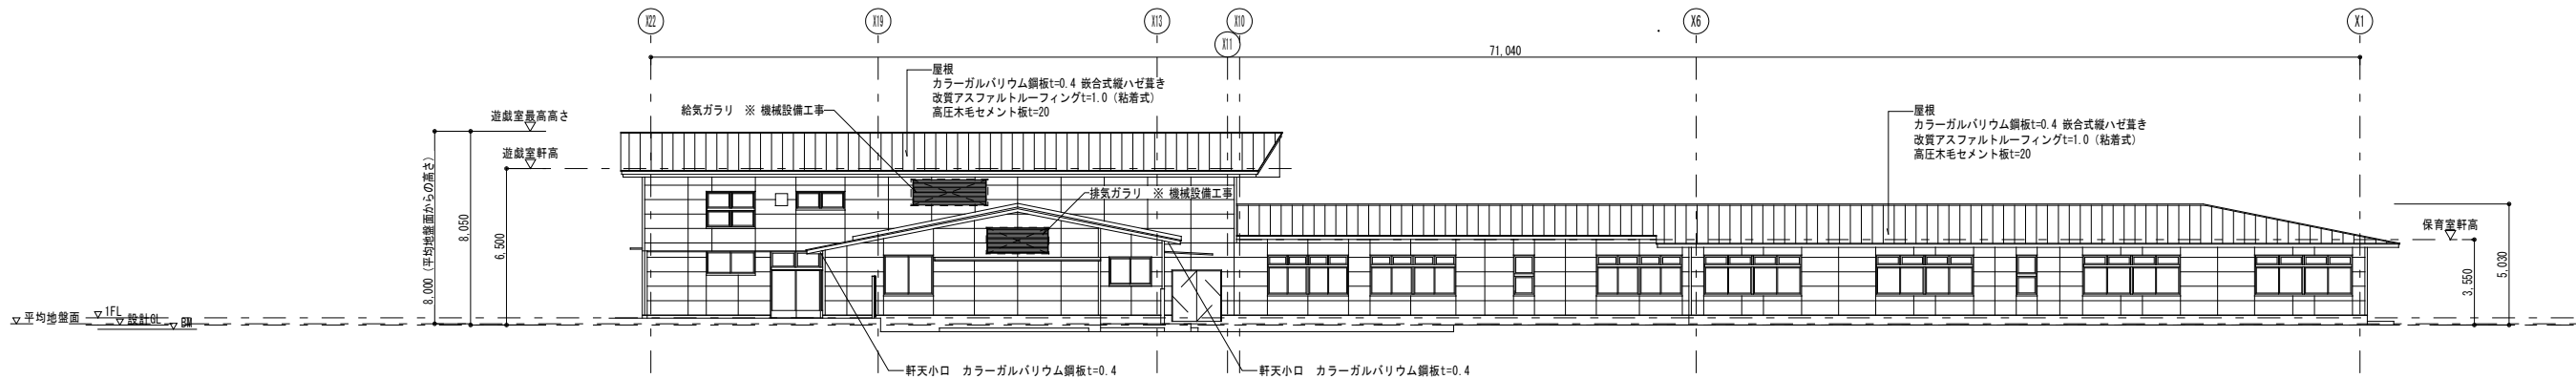 X22
X19
X13
X11
X10
X6
X1
71,040
屋根
カラーガルバリウム鋼板t=0.4 嵌合式縦ハゼ葺き
改質アスファルトルーフィングt=1.0（粘着式）
高圧木毛セメント板t=20
給気ガラリ ※ 機械設備工事
屋根
カラーガルバリウム鋼板t=0.4 嵌合式縦ハゼ葺き
改質アスファルトルーフィングt=1.0（粘着式）
高圧木毛セメント板t=20
遊戯室最高高さ
遊戯室軒高
排気ガラリ ※ 機械設備工事
8,000（平均地盤面からの高さ）
8,050
6,500
保育室軒高
3,550
5,030
平均地盤面
1FL
設計GL
BM
軒天小口 カラーガルバリウム鋼板t=0.4
軒天小口 カラーガルバリウム鋼板t=0.4